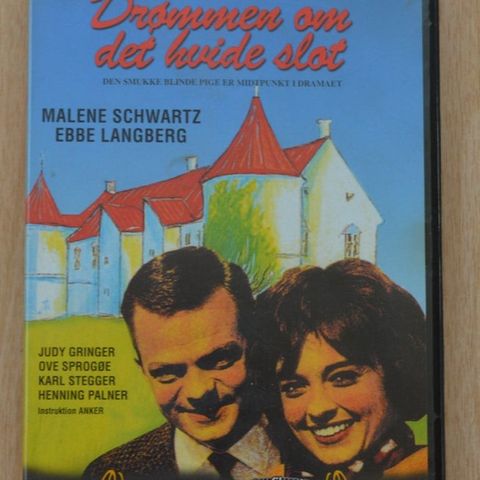 Drømmen om
det hvide slot
DEN SMUKKE BLINDE PIGE ER MIDTPUNKT I DRAMAET
MALENE SCHWARTZ
EBBE LANGBERG
JUDY GRINGER
OVE SPROGØE
KARL STEGGER
HENNING PALNER
Instruktion ANKER